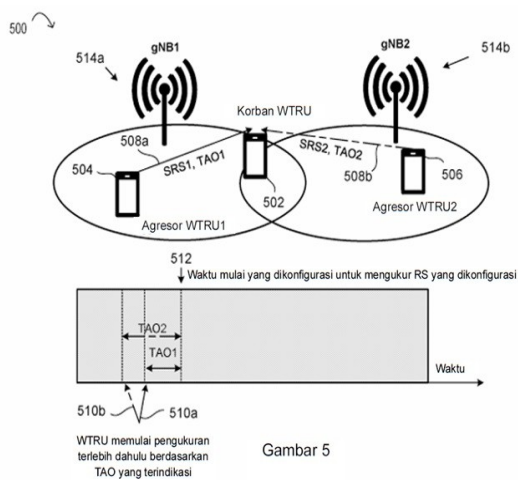 500
gNB1
gNB2
514a
514b
Korban WTRU
508a
504
SRS1, TAO1
SRS2, TAO2
508b
506
502
Agresor WTRU1
Agresor WTRU2
512
Waktu mulai yang dikonfigurasi untuk mengukur RS yang dikonfigurasi
TAO2
TAO1
Waktu
510b
510a
WTRU memulai pengukuran
terlebih dahulu berdasarkan
TAO yang terindikasi
Gambar 5